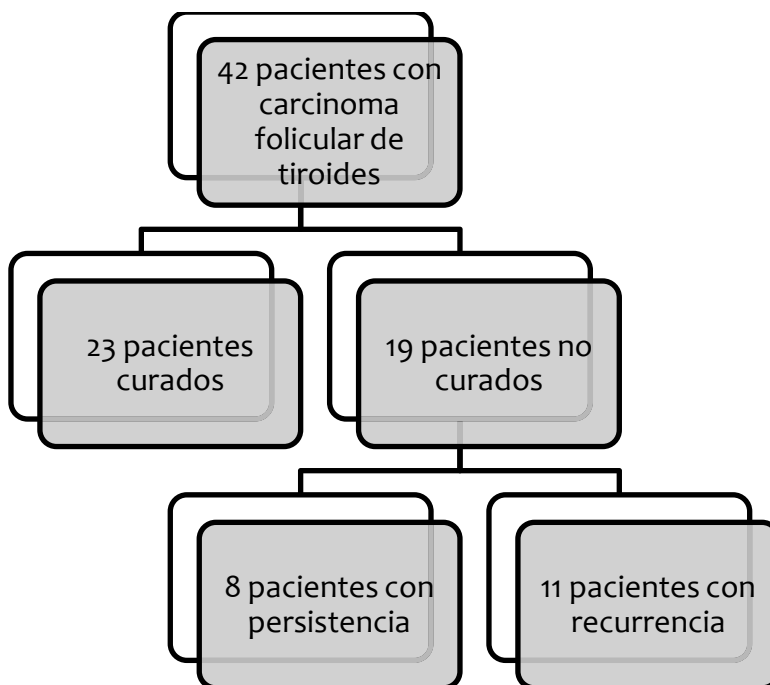 42 pacientes con
carcinoma
folicular de
tiroides
23 pacientes
curados
19 pacientes no
curados
8 pacientes con
persistencia
11 pacientes con
recurrencia